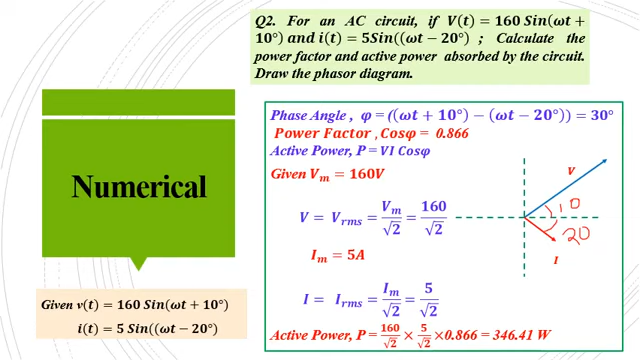 Q2. For an AC circuit, if V(t) = 160 Sin(ωt +
10°) and i(t) = 5Sin((ωt − 20°) ; Calculate the
power factor and active power absorbed by the circuit.
Draw the phasor diagram.
Numerical
Given v(t) = 160 Sin(ωt + 10°)
i(t) = 5 Sin((ωt − 20°)
Phase Angle , φ = ((ωt + 10°) − (ωt − 20°)) = 30°
Power Factor , Cosφ = 0.866
Active Power, P = VI Cosφ
Given Vₘ = 160V
V = Vᵣₘₛ = Vₘ/√2 = 160/√2
Iₘ = 5A
I = Iᵣₘₛ = Iₘ/√2 = 5/√2
Active Power, P = 160/√2 × 5/√2 ×0.866 = 346.41 W
V
10
20
I